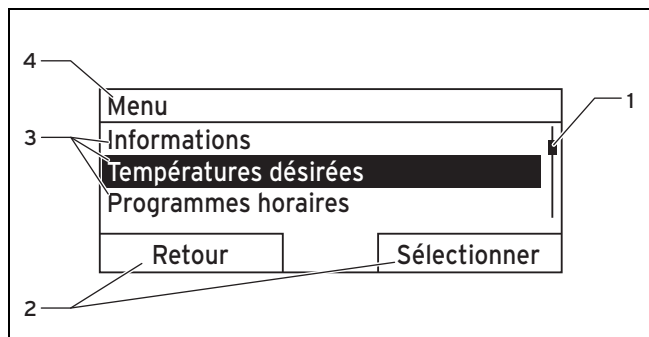 4
Menu
1
3
Informations
Températures désirées
Programmes horaires
Retour
Sélectionner
2